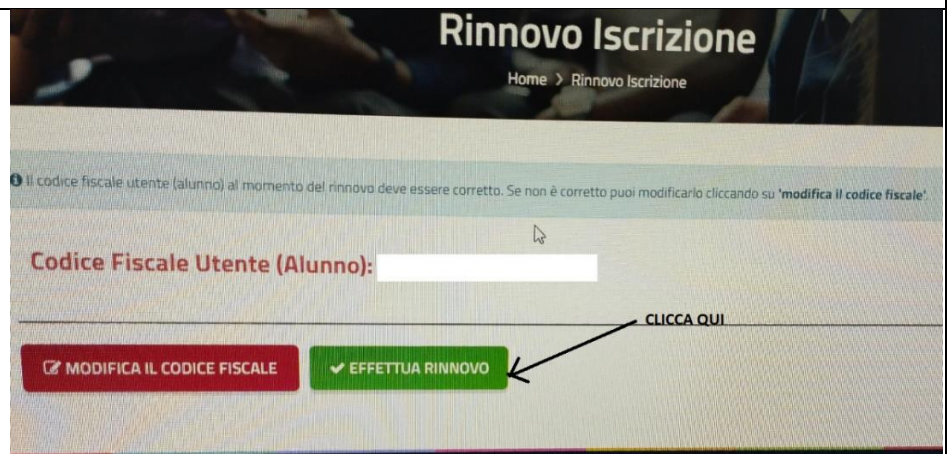 Rinnovo Iscrizione
Home > Rinnovo Iscrizione
Il codice fiscale utente (alunno) al momento del rinnovo deve essere corretto. Se non è corretto puoi modificarlo cliccando su 'modifica il codice fiscale'.
Codice Fiscale Utente (Alunno):
CLICCA QUI
MODIFICA IL CODICE FISCALE
EFFETTUA RINNOVO